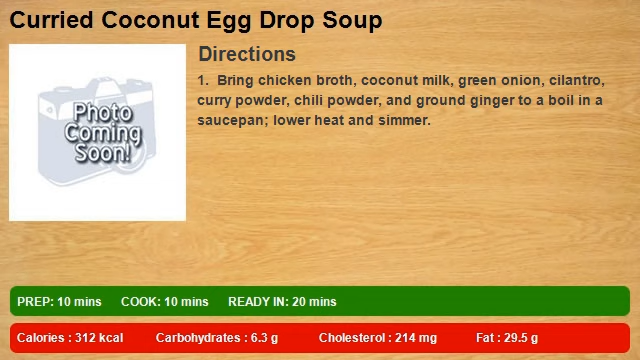 Curried Coconut Egg Drop Soup
Directions
1.  Bring chicken broth, coconut milk, green onion, cilantro,
curry powder, chili powder, and ground ginger to a boil in a
saucepan; lower heat and simmer.
Photo
Coming
Soon!
PREP: 10 mins COOK: 10 mins READY IN: 20 mins
Calories : 312 kcal Carbohydrates : 6.3 g Cholesterol : 214 mg Fat : 29.5 g